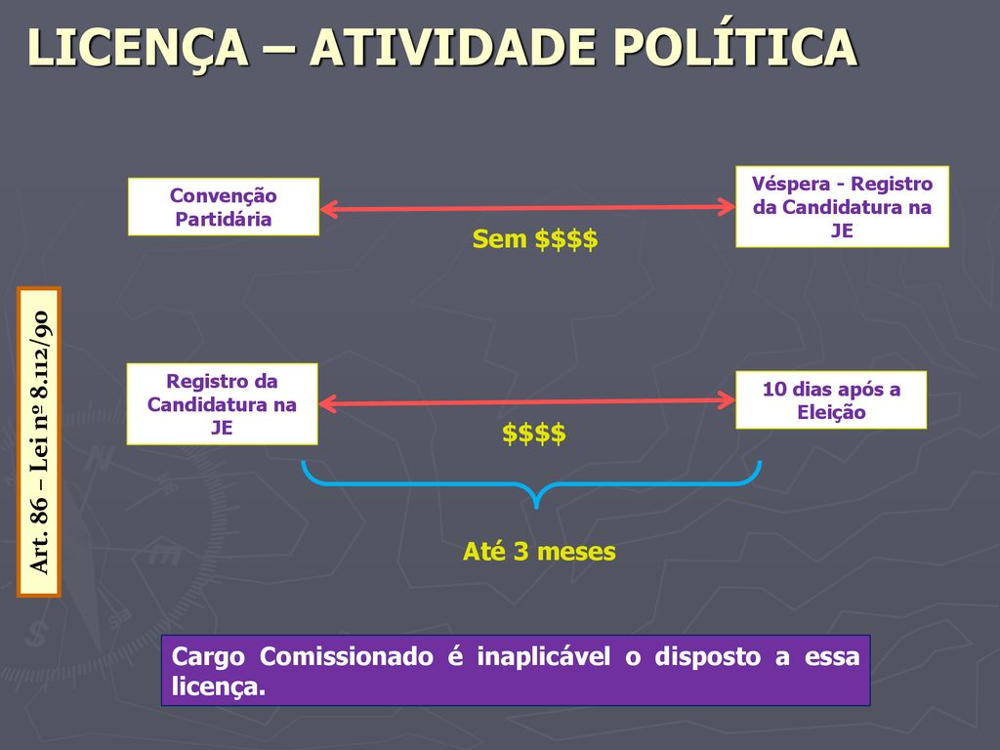 LICENÇA – ATIVIDADE POLÍTICA
Convenção
Partidária
Sem $$$$
Véspera - Registro
da Candidatura na
JE
Art. 86 – Lei nº 8.112/90
Registro da
Candidatura na
JE
$$$$
10 dias após a
Eleição
Até 3 meses
Cargo Comissionado é inaplicável o disposto a essa
licença.
N
E
S
SE